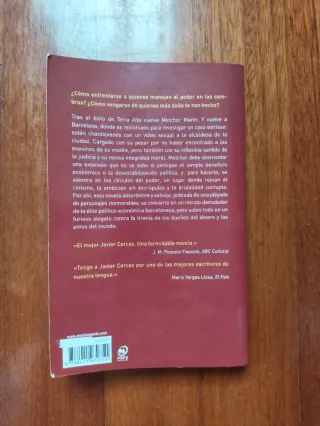 ¿Cómo enfrentarse a quienes manejan el poder en las som-
bras? ¿Cómo vengarse de quienes más daño te han hecho?
Tras el éxito de Terra Alta vuelve Melchor Marín. Y vuelve a
Barcelona, donde es reclamado para investigar un caso vidrioso:
están chantajeando con un vídeo sexual a la alcaldesa de la
ciudad. Cargado con su pesar por no haber encontrado a los
asesinos de su madre, pero también con su inflexible sentido de
la justicia y su rocosa integridad moral, Melchor debe desmontar
una extorsión que no se sabe si persigue el simple beneficio
económico o la desestabilización política, y, para hacerlo, se
adentra en los círculos del poder, un lugar donde reinan el
cinismo, la ambición sin escrúpulos y la brutalidad corrupta.
Por ahí, esta novela absorbente y salvaje, poblada de una pléyade
de personajes memorables, se convierte en un retrato demoledor
de la élite político-económica barcelonesa, pero sobre todo en un
furioso alegato contra la tiranía de los dueños del dinero y los
amos del mundo.
«El mejor Javier Cercas. Una formidable novela.»
J. M. Pozuelo Yvancos, ABC Cultural
«Tengo a Javier Cercas por uno de los mejores escritores de
nuestra lengua.»
Mario Vargas Llosa, El País